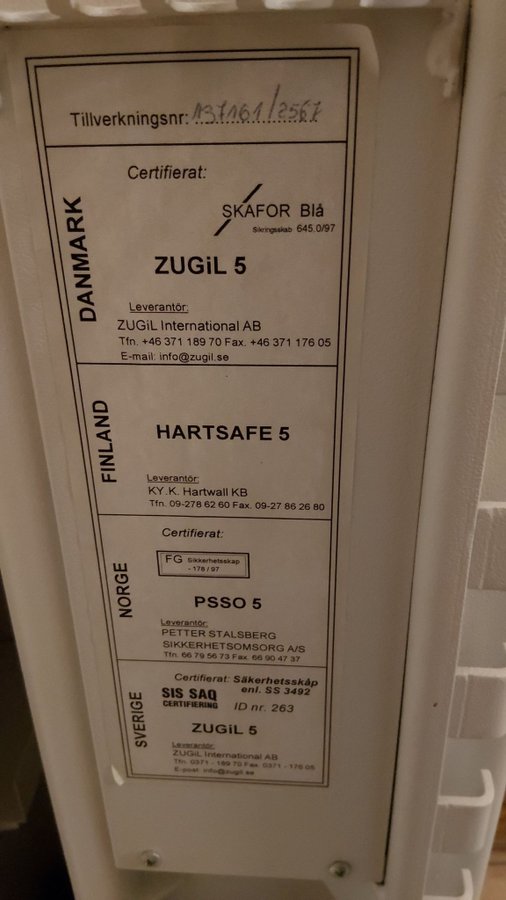 Tillverkningsnr: 137161/2567
DANMARK
Certifierat:
SKAFOR Blå
Sikringsskab 645.0/97
ZUGiL 5
Leverantör:
ZUGiL International AB
Tfn. +46 371 189 70 Fax. +46 371 176 05
E-mail: info@zugil.se
FINLAND
HARTSAFE 5
Leverantör:
KY.K. Hartwall KB
Tfn. 09-278 62 60 Fax. 09-27 86 26 80
NORGE
Certifierat:
FG Sikkerhetsskap
- 178 / 97
PSSO 5
Leverantör:
PETTER STALSBERG
SIKKERHETSOMSORG A/S
Tfn. 66 79 56 73 Fax. 66 90 47 37
SVERIGE
Certifierat: Säkerhetsskåp
enl. SS 3492
SIS SAQ
CERTIFIERING
ID nr. 263
ZUGiL 5
Leverantör:
ZUGiL International AB
Tfn. 0371 - 189 70 Fax. 0371 - 176 05
E-post: info@zugil.se